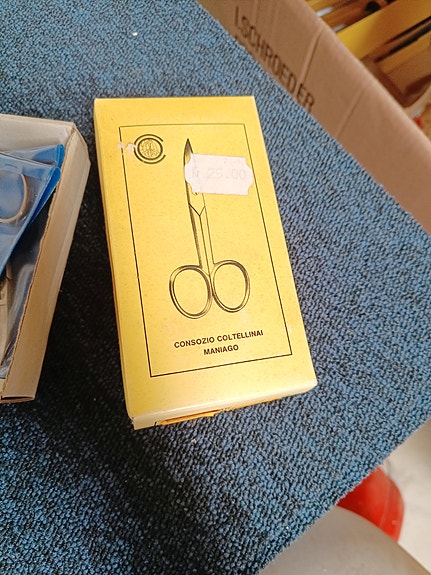 I.SCHROEDER
25.00
CONSOZIO COLTELLINAI
MANIAGO